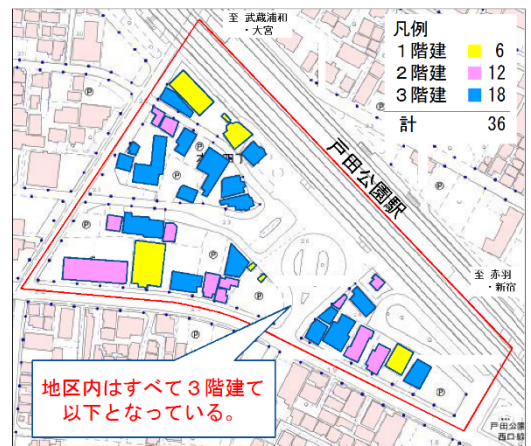 至 武蔵浦和
・大宮
凡例
1階建 6
2階建 12
3階建 18
計 36
戸田公園駅
至 赤羽
・新宿
地区内はすべて3階建て
以下となっている。
戸田公園
西口駅